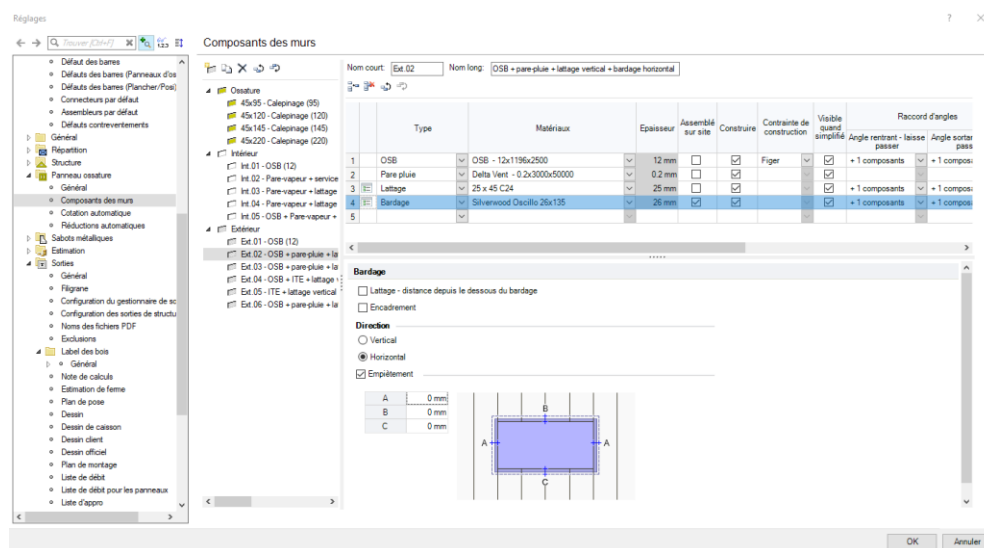 Réglages
? ×
Trouver (Ctrl+F)
Composants des murs
Défaut des barres
Défauts des barres (Panneaux d'os
Défauts des barres (Plancher/Posi)
Connecteurs par défaut
Assembleurs par défaut
Défauts contreventements
Général
Répartition
Structure
Panneau ossature
Général
Composants des murs
Cotation automatique
Réductions automatiques
Sabots métalliques
Estimation
Sorties
Général
Filigrane
Configuration du gestionnaire de sc
Configuration des sorties de structu
Noms des fichiers PDF
Exclusions
Label des bois
Général
Note de calculs
Estimation de ferme
Plan de pose
Dessin
Dessin de caisson
Dessin client
Dessin officiel
Plan de montage
Liste de débit
Liste de débit pour les panneaux
Liste d'appro
Ossature
45x95 - Calepinage (95)
45x120 - Calepinage (120)
45x145 - Calepinage (145)
45x220 - Calepinage (220)
Intérieur
Int.01 - OSB (12)
Int.02 - Pare-vapeur + service
Int.03 - Pare-vapeur + lattage
Int.04 - Pare-vapeur + lattage
Int.05 - OSB + Pare-vapeur +
Extérieur
Ext.01 - OSB (12)
Ext.02 - OSB + pare-pluie + la
Ext.03 - OSB + pare-pluie + la
Ext.04 - OSB + ITE + lattage v
Ext.05 - ITE + lattage vertical
Ext.06 - OSB + pare-pluie + la
Nom court: Ext.02 Nom long: OSB + pare-pluie + lattage vertical + bardage horizontal
Type Matériaux Epaisseur Assemblé sur site Construire Contrainte de construction Visible quand simplifié Raccord d'angles
Angle rentrant - laisse passer Angle sortar pass
1 OSB OSB - 12x1196x2500 12 mm Figer + 1 composants + 1 compos
2 Pare pluie Delta Vent - 0.2x3000x50000 0.2 mm
3 Lattage 25 x 45 C24 25 mm + 1 composants + 1 compos
4 Bardage Silverwood Oscillo 26x135 26 mm + 1 composants + 1 compos
5
Bardage
Lattage - distance depuis le dessous du bardage
Encadrement
Direction
Vertical
Horizontal
Empiètement
A 0 mm
B 0 mm
C 0 mm
B
A A
C
OK Annuler